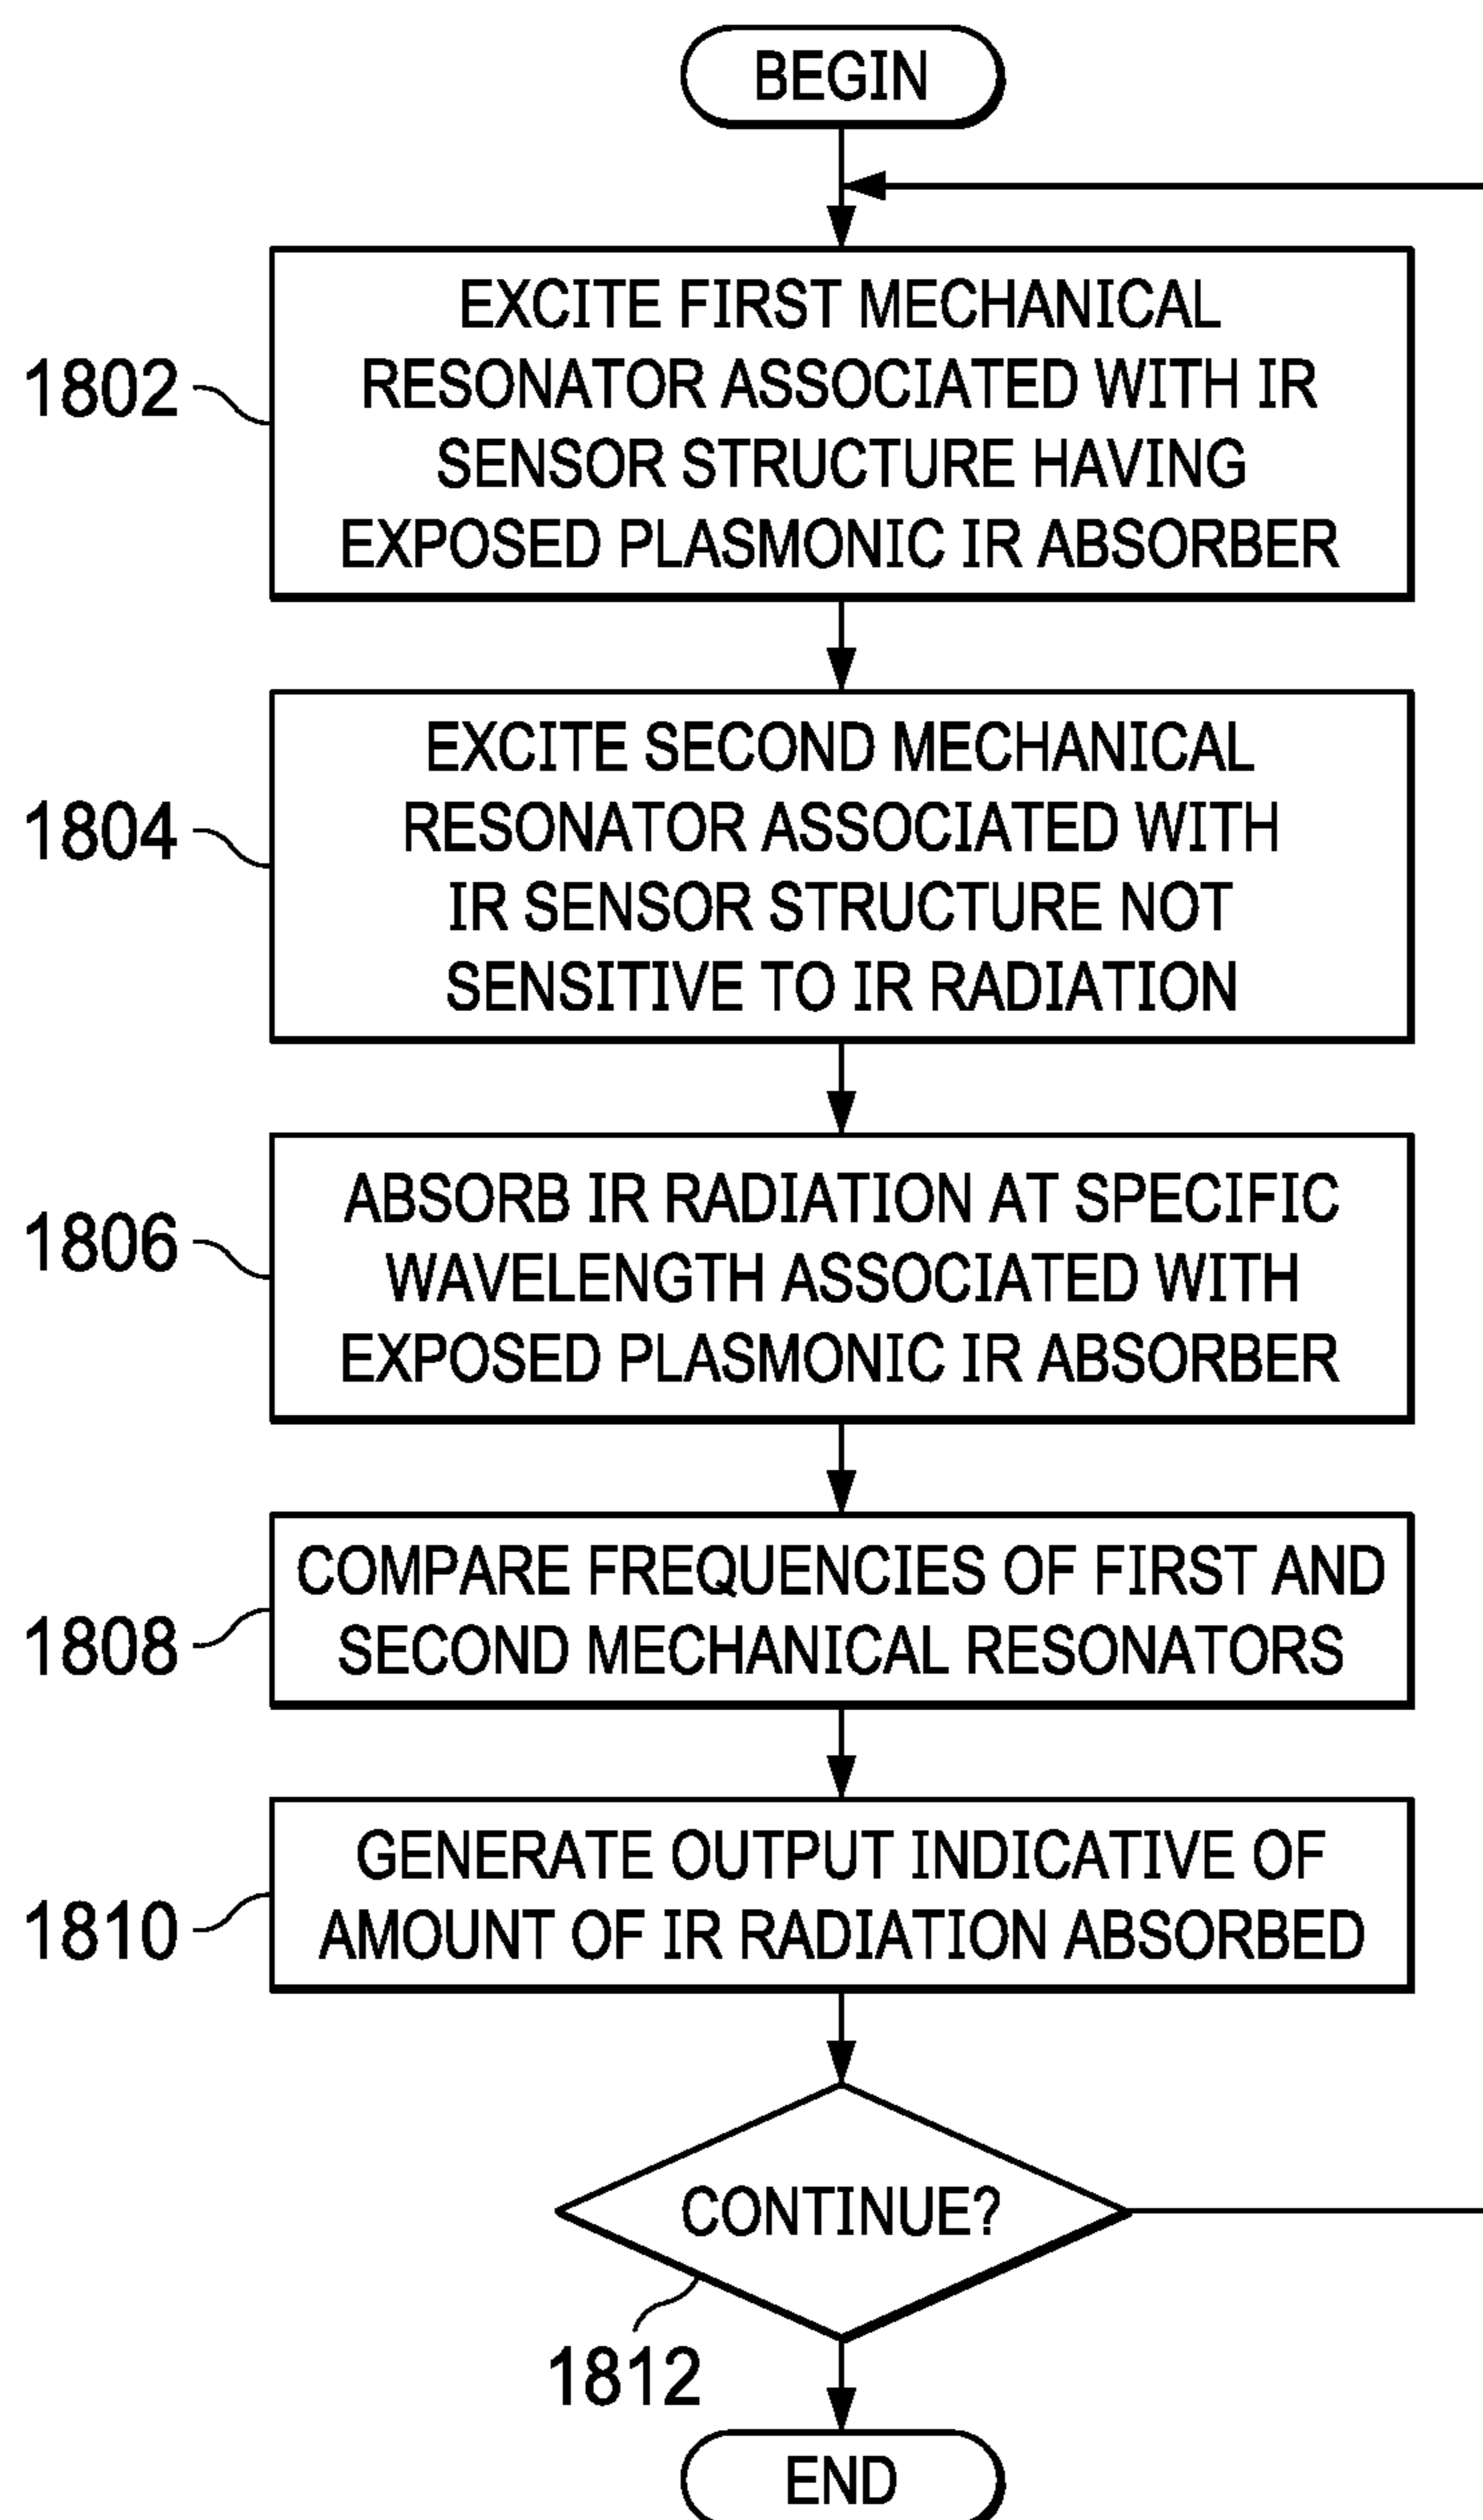 BEGIN
EXCITE FIRST MECHANICAL
RESONATOR ASSOCIATED WITH IR
SENSOR STRUCTURE HAVING
EXPOSED PLASMONIC IR ABSORBER
1802
EXCITE SECOND MECHANICAL
RESONATOR ASSOCIATED WITH
IR SENSOR STRUCTURE NOT
SENSITIVE TO IR RADIATION
1804
ABSORB IR RADIATION AT SPECIFIC
WAVELENGTH ASSOCIATED WITH
EXPOSED PLASMONIC IR ABSORBER
1806
COMPARE FREQUENCIES OF FIRST AND
SECOND MECHANICAL RESONATORS
1808
GENERATE OUTPUT INDICATIVE OF
AMOUNT OF IR RADIATION ABSORBED
1810
CONTINUE?
1812
END